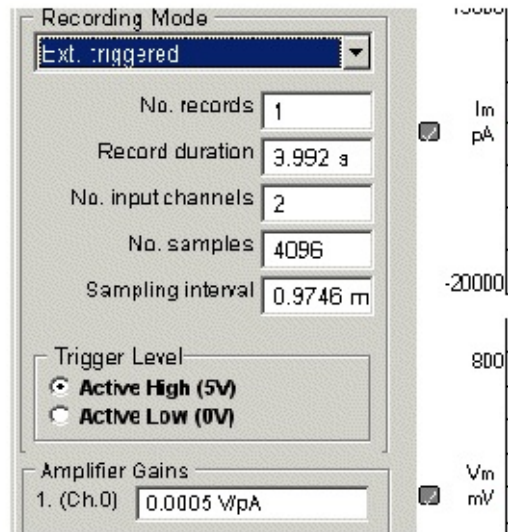 Recording Mode
Ext. triggered
No. records 1
Record duration 3.992 s
No. input channels 2
No. samples 4096
Sampling interval 0.9746 m
Trigger Level
Active High (5V)
Active Low (0V)
Amplifier Gains
1. (Ch.0) 0.0005 V/pA
Im
pA
-20000
800
Vm
mV